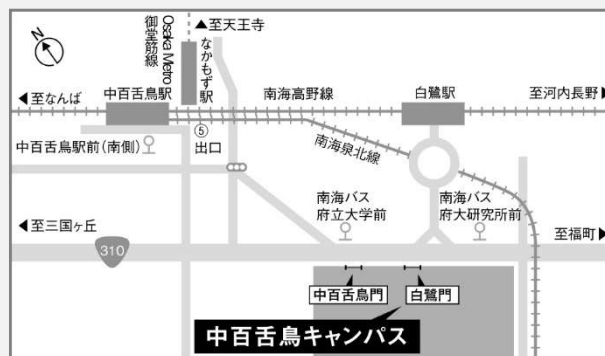 N
Osaka Metro
御堂筋線
▲至天王寺
なかもず駅
◀至なんば
中百舌鳥駅
南海高野線
白鷺駅
至河内長野▶
⑤
出口
中百舌鳥駅前(南側)
南海泉北線
南海バス
府立大学前
南海バス
府大研究所前
◀至三国ヶ丘
310
至福町▶
中百舌鳥門
白鷺門
中百舌鳥キャンパス